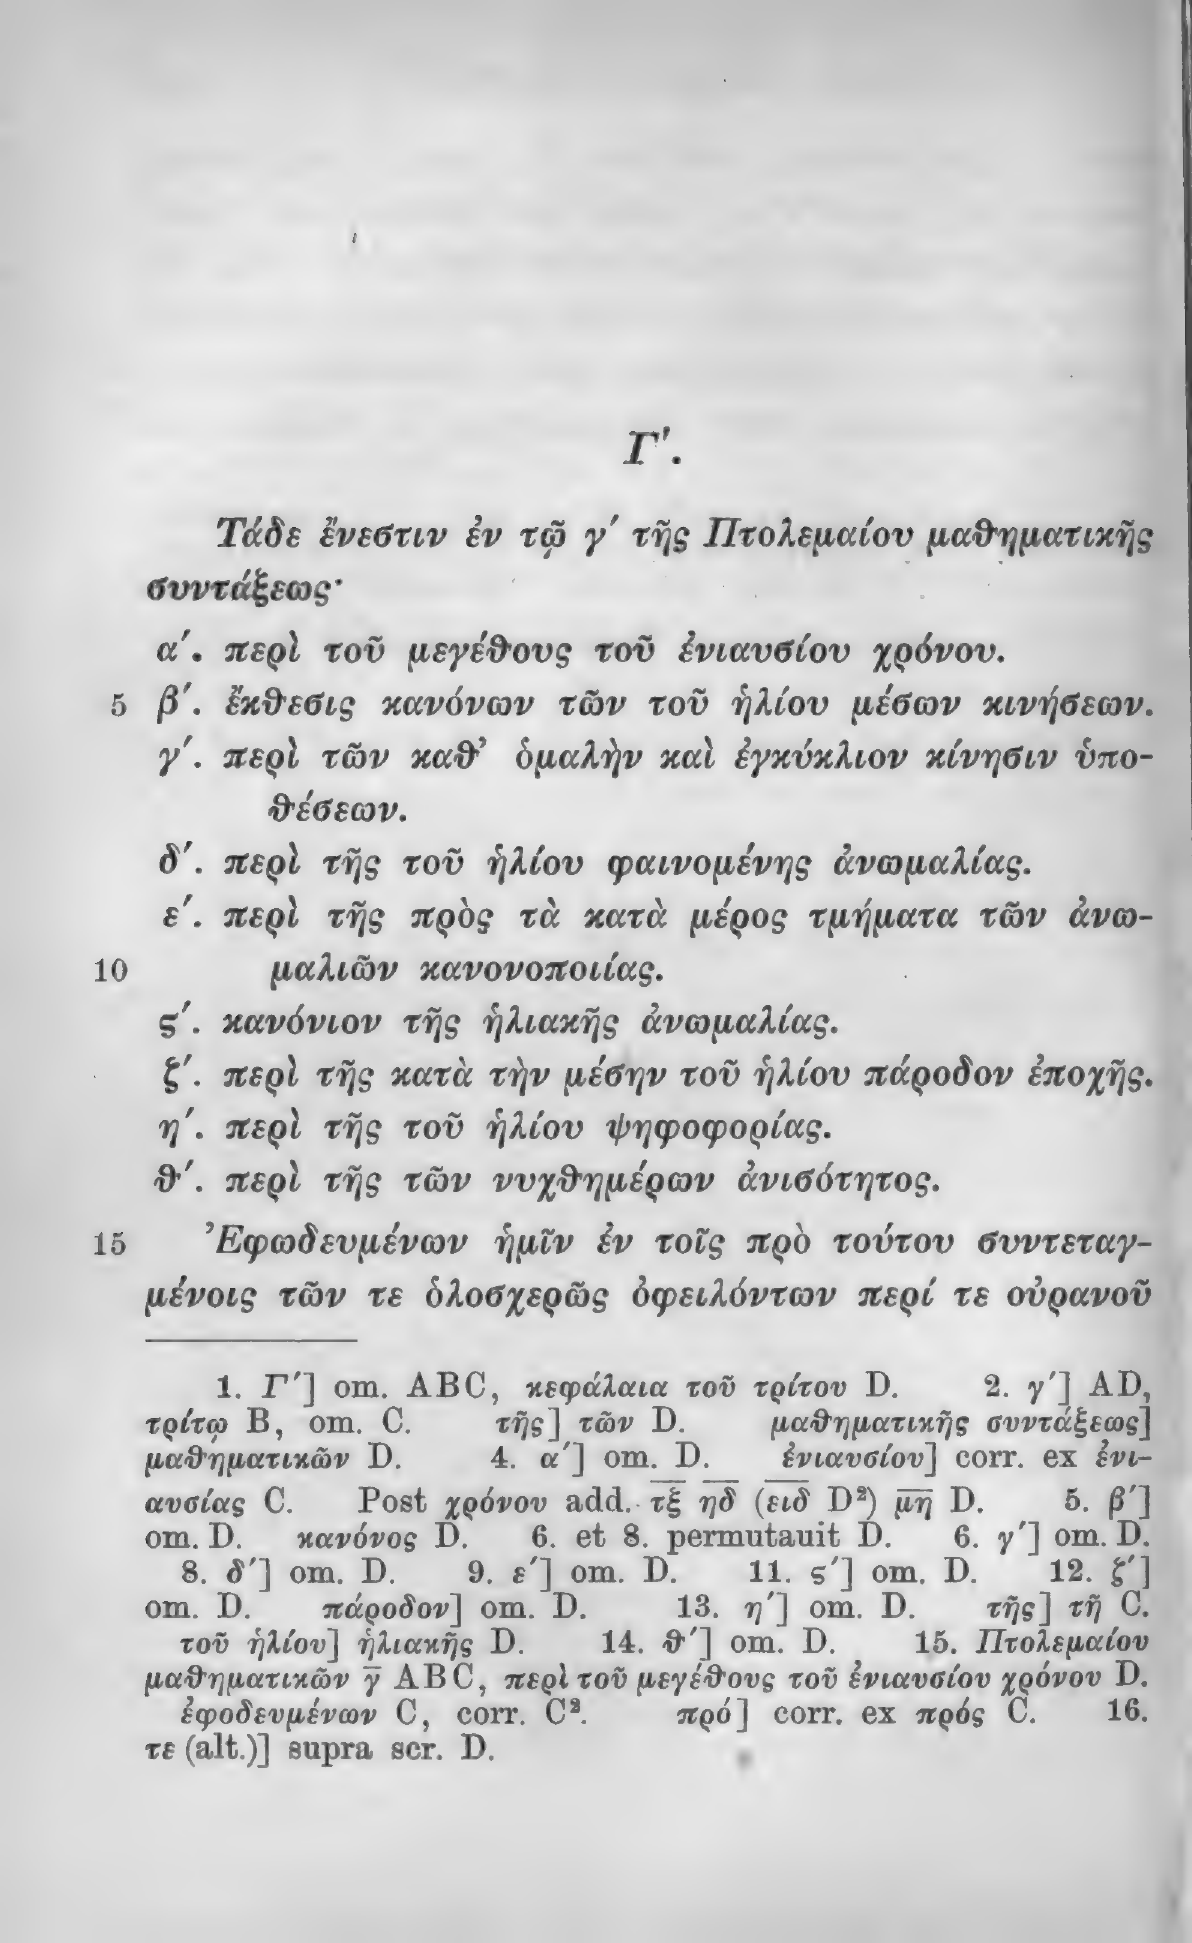 Γ′.
Τάδε ἔνεστιν ἐν τῷ γ′ τῆς Πτολεμαίου μαθηματικῆς
συντάξεως·
α′. περὶ τοῦ μεγέθους τοῦ ἐνιαυσίου χρόνου.
5 β′. ἔκθεσις κανόνων τῶν τοῦ ἡλίου μέσων κινήσεων.
γ′. περὶ τῶν καθ’ ὁμαλὴν καὶ ἐγκύκλιον κίνησιν ὑπο-
θέσεων.
δ′. περὶ τῆς τοῦ ἡλίου φαινομένης ἀνωμαλίας.
ε′. περὶ τῆς πρὸς τὰ κατὰ μέρος τμήματα τῶν ἀνω-
10 μαλιῶν κανονοποιίας.
ϛ′. κανόνιον τῆς ἡλιακῆς ἀνωμαλίας.
ζ′. περὶ τῆς κατὰ τὴν μέσην τοῦ ἡλίου πάροδον ἐποχῆς.
η′. περὶ τῆς τοῦ ἡλίου ψηφοφορίας.
θ′. περὶ τῆς τῶν νυχθημέρων ἀνισότητος.
15 Ἐφωδευμένων ἡμῖν ἐν τοῖς πρὸ τούτου συντεταγ-
μένοις τῶν τε ὁλοσχερῶς ὀφειλόντων περί τε οὐρανοῦ
1. Γ′] om. ABC, κεφάλαια τοῦ τρίτου D. 2. γ′] AD,
τρίτῳ B, om. C. τῆς] τῶν D. μαθηματικῆς συντάξεως]
μαθηματικῶν D. 4. α′] om. D. ἐνιαυσίου] corr. ex ἐνι-
αυσίας C. Post χρόνου add. τ̅ξ̅ η̅δ̅ (ε̅ι̅δ̅ D²) μ̅η̅ D. 5. β′]
om. D. κανόνος D. 6. et 8. permutauit D. 6. γ′] om. D.
8. δ′] om. D. 9. ε′] om. D. 11. ϛ′] om. D. 12. ζ′]
om. D. πάροδον] om. D. 13. η′] om. D. τῆς] τῇ C.
τοῦ ἡλίου] ἡλιακῆς D. 14. θ′] om. D. 15. Πτολεμαίου
μαθηματικῶν γ̅ ABC, περὶ τοῦ μεγέθους τοῦ ἐνιαυσίου χρόνου D.
ἐφοδευμένων C, corr. C². πρό] corr. ex πρός C. 16.
τε (alt.)] supra scr. D.